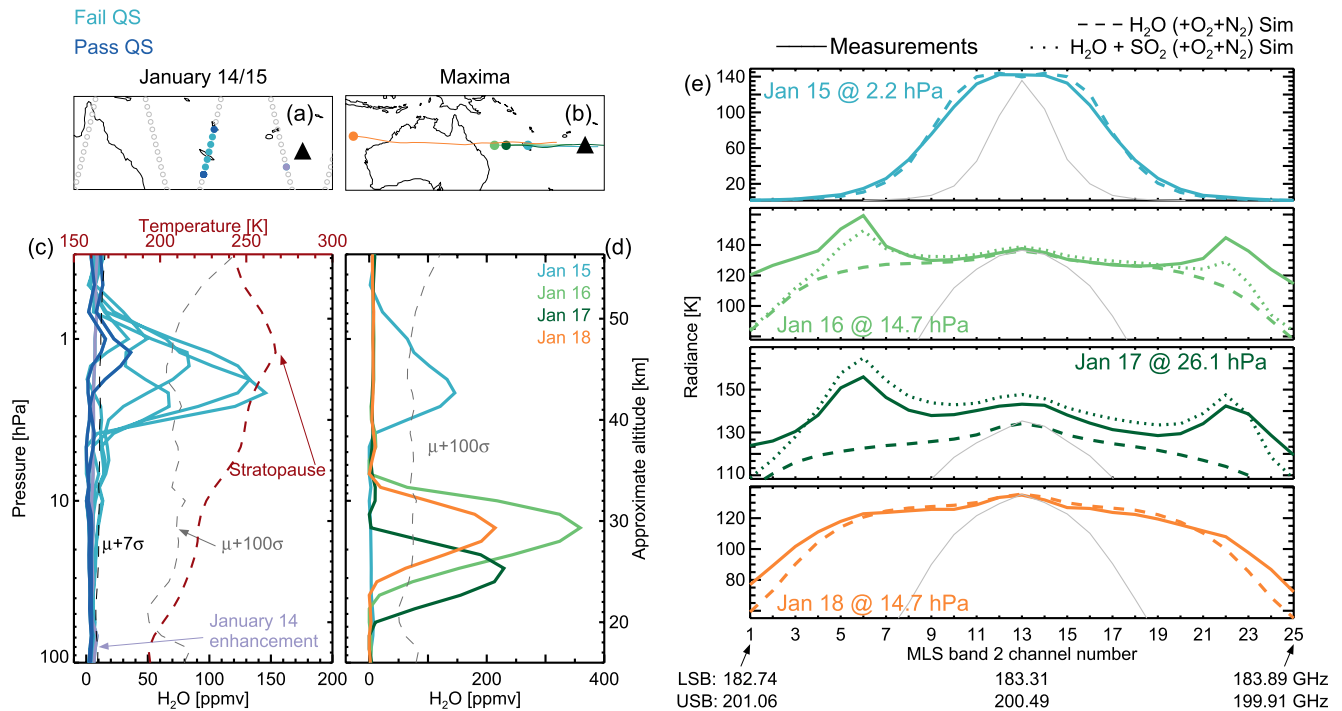 Fail QS
Pass QS
January 14/15
Maxima
(a)
(b)
Temperature [K]
150 200 250 300
(c)
(d)
Pressure [hPa]
1
10
100
Stratopause
μ+7σ
μ+100σ
January 14
enhancement
0 50 100 150 200
H₂O [ppmv]
Jan 15
Jan 16
Jan 17
Jan 18
μ+100σ
50
40
30
20
Approximate altitude [km]
0 200 400
H₂O [ppmv]
H₂O (+O₂+N₂) Sim
Measurements
H₂O + SO₂ (+O₂+N₂) Sim
(e)
Radiance [K]
Jan 15 @ 2.2 hPa
140
100
60
20
Jan 16 @ 14.7 hPa
140
120
100
Jan 17 @ 26.1 hPa
150
130
110
Jan 18 @ 14.7 hPa
120
100
80
1 3 5 7 9 11 13 15 17 19 21 23 25
MLS band 2 channel number
LSB: 182.74 183.31 183.89 GHz
USB: 201.06 200.49 199.91 GHz